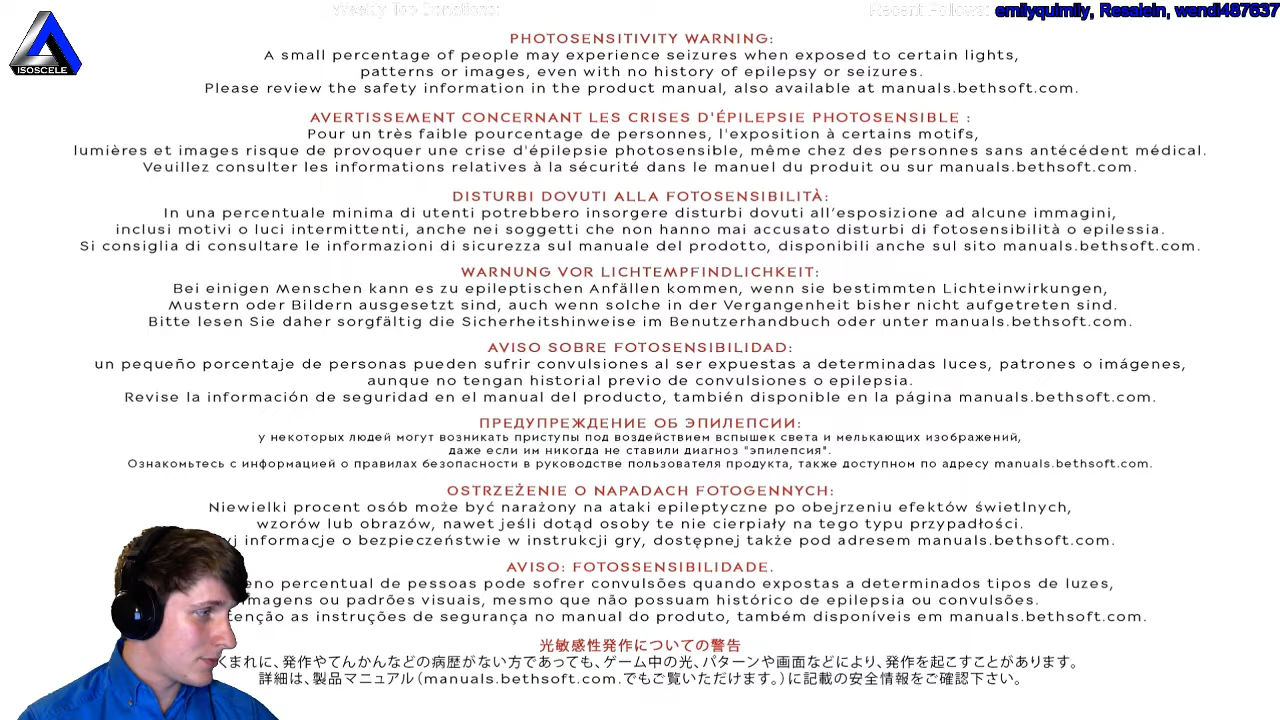 Weekly Top Donations:
Recent Follows: emilyquimily, Resalein, wendi487637
ISOSCELE
PHOTOSENSITIVITY WARNING:
A small percentage of people may experience seizures when exposed to certain lights,
patterns or images, even with no history of epilepsy or seizures.
Please review the safety information in the product manual, also available at manuals.bethsoft.com.
AVERTISSEMENT CONCERNANT LES CRISES D'ÉPILEPSIE PHOTOSENSIBLE :
Pour un très faible pourcentage de personnes, l'exposition à certains motifs,
lumières et images risque de provoquer une crise d'épilepsie photosensible, même chez des personnes sans antécédent médical.
Veuillez consulter les informations relatives à la sécurité dans le manuel du produit ou sur manuals.bethsoft.com.
DISTURBI DOVUTI ALLA FOTOSENSIBILITÀ:
In una percentuale minima di utenti potrebbero insorgere disturbi dovuti all'esposizione ad alcune immagini,
inclusi motivi o luci intermittenti, anche nei soggetti che non hanno mai accusato disturbi di fotosensibilità o epilessia.
Si consiglia di consultare le informazioni di sicurezza sul manuale del prodotto, disponibili anche sul sito manuals.bethsoft.com.
WARNUNG VOR LICHTEMPFINDLICHKEIT:
Bei einigen Menschen kann es zu epileptischen Anfällen kommen, wenn sie bestimmten Lichteinwirkungen,
Mustern oder Bildern ausgesetzt sind, auch wenn solche in der Vergangenheit bisher nicht aufgetreten sind.
Bitte lesen Sie daher sorgfältig die Sicherheitshinweise im Benutzerhandbuch oder unter manuals.bethsoft.com.
AVISO SOBRE FOTOSENSIBILIDAD:
un pequeño porcentaje de personas pueden sufrir convulsiones al ser expuestas a determinadas luces, patrones o imágenes,
aunque no tengan historial previo de convulsiones o epilepsia.
Revise la información de seguridad en el manual del producto, también disponible en la página manuals.bethsoft.com.
ПРЕДУПРЕЖДЕНИЕ ОБ ЭПИЛЕПСИИ:
у некоторых людей могут возникать приступы под воздействием вспышек света и мелькающих изображений,
даже если им никогда не ставили диагноз "эпилепсия".
Ознакомьтесь с информацией о правилах безопасности в руководстве пользователя продукта, также доступном по адресу manuals.bethsoft.com.
OSTRZEŻENIE O NAPADACH FOTOGENNYCH:
Niewielki procent osób może być narażony na ataki epileptyczne po obejrzeniu efektów świetlnych,
wzorów lub obrazów, nawet jeśli dotąd osoby te nie cierpiały na tego typu przypadłości.
informacje o bezpieczeństwie w instrukcji gry, dostępnej także pod adresem manuals.bethsoft.com.
AVISO: FOTOSSENSIBILIDADE.
percentual de pessoas pode sofrer convulsões quando expostas a determinados tipos de luzes,
imagens ou padrões visuais, mesmo que não possuam histórico de epilepsia ou convulsões.
as instruções de segurança no manual do produto, também disponíveis em manuals.bethsoft.com.
光敏感性発作についての警告
くまれに、発作やてんかんなどの病歴がない方であっても、ゲーム中の光、パターンや画面などにより、発作を起こすことがあります。
詳細は、製品マニュアル(manuals.bethsoft.com.でもご覧いただけます。)に記載の安全情報をご確認下さい。